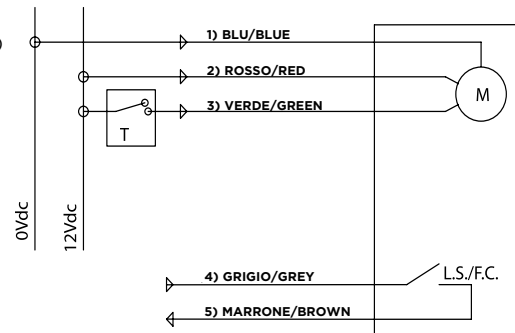 )
1) BLU/BLUE
2) ROSSO/RED
3) VERDE/GREEN
M
T
0Vdc
12Vdc
4) GRIGIO/GREY
L.S./F.C.
5) MARRONE/BROWN